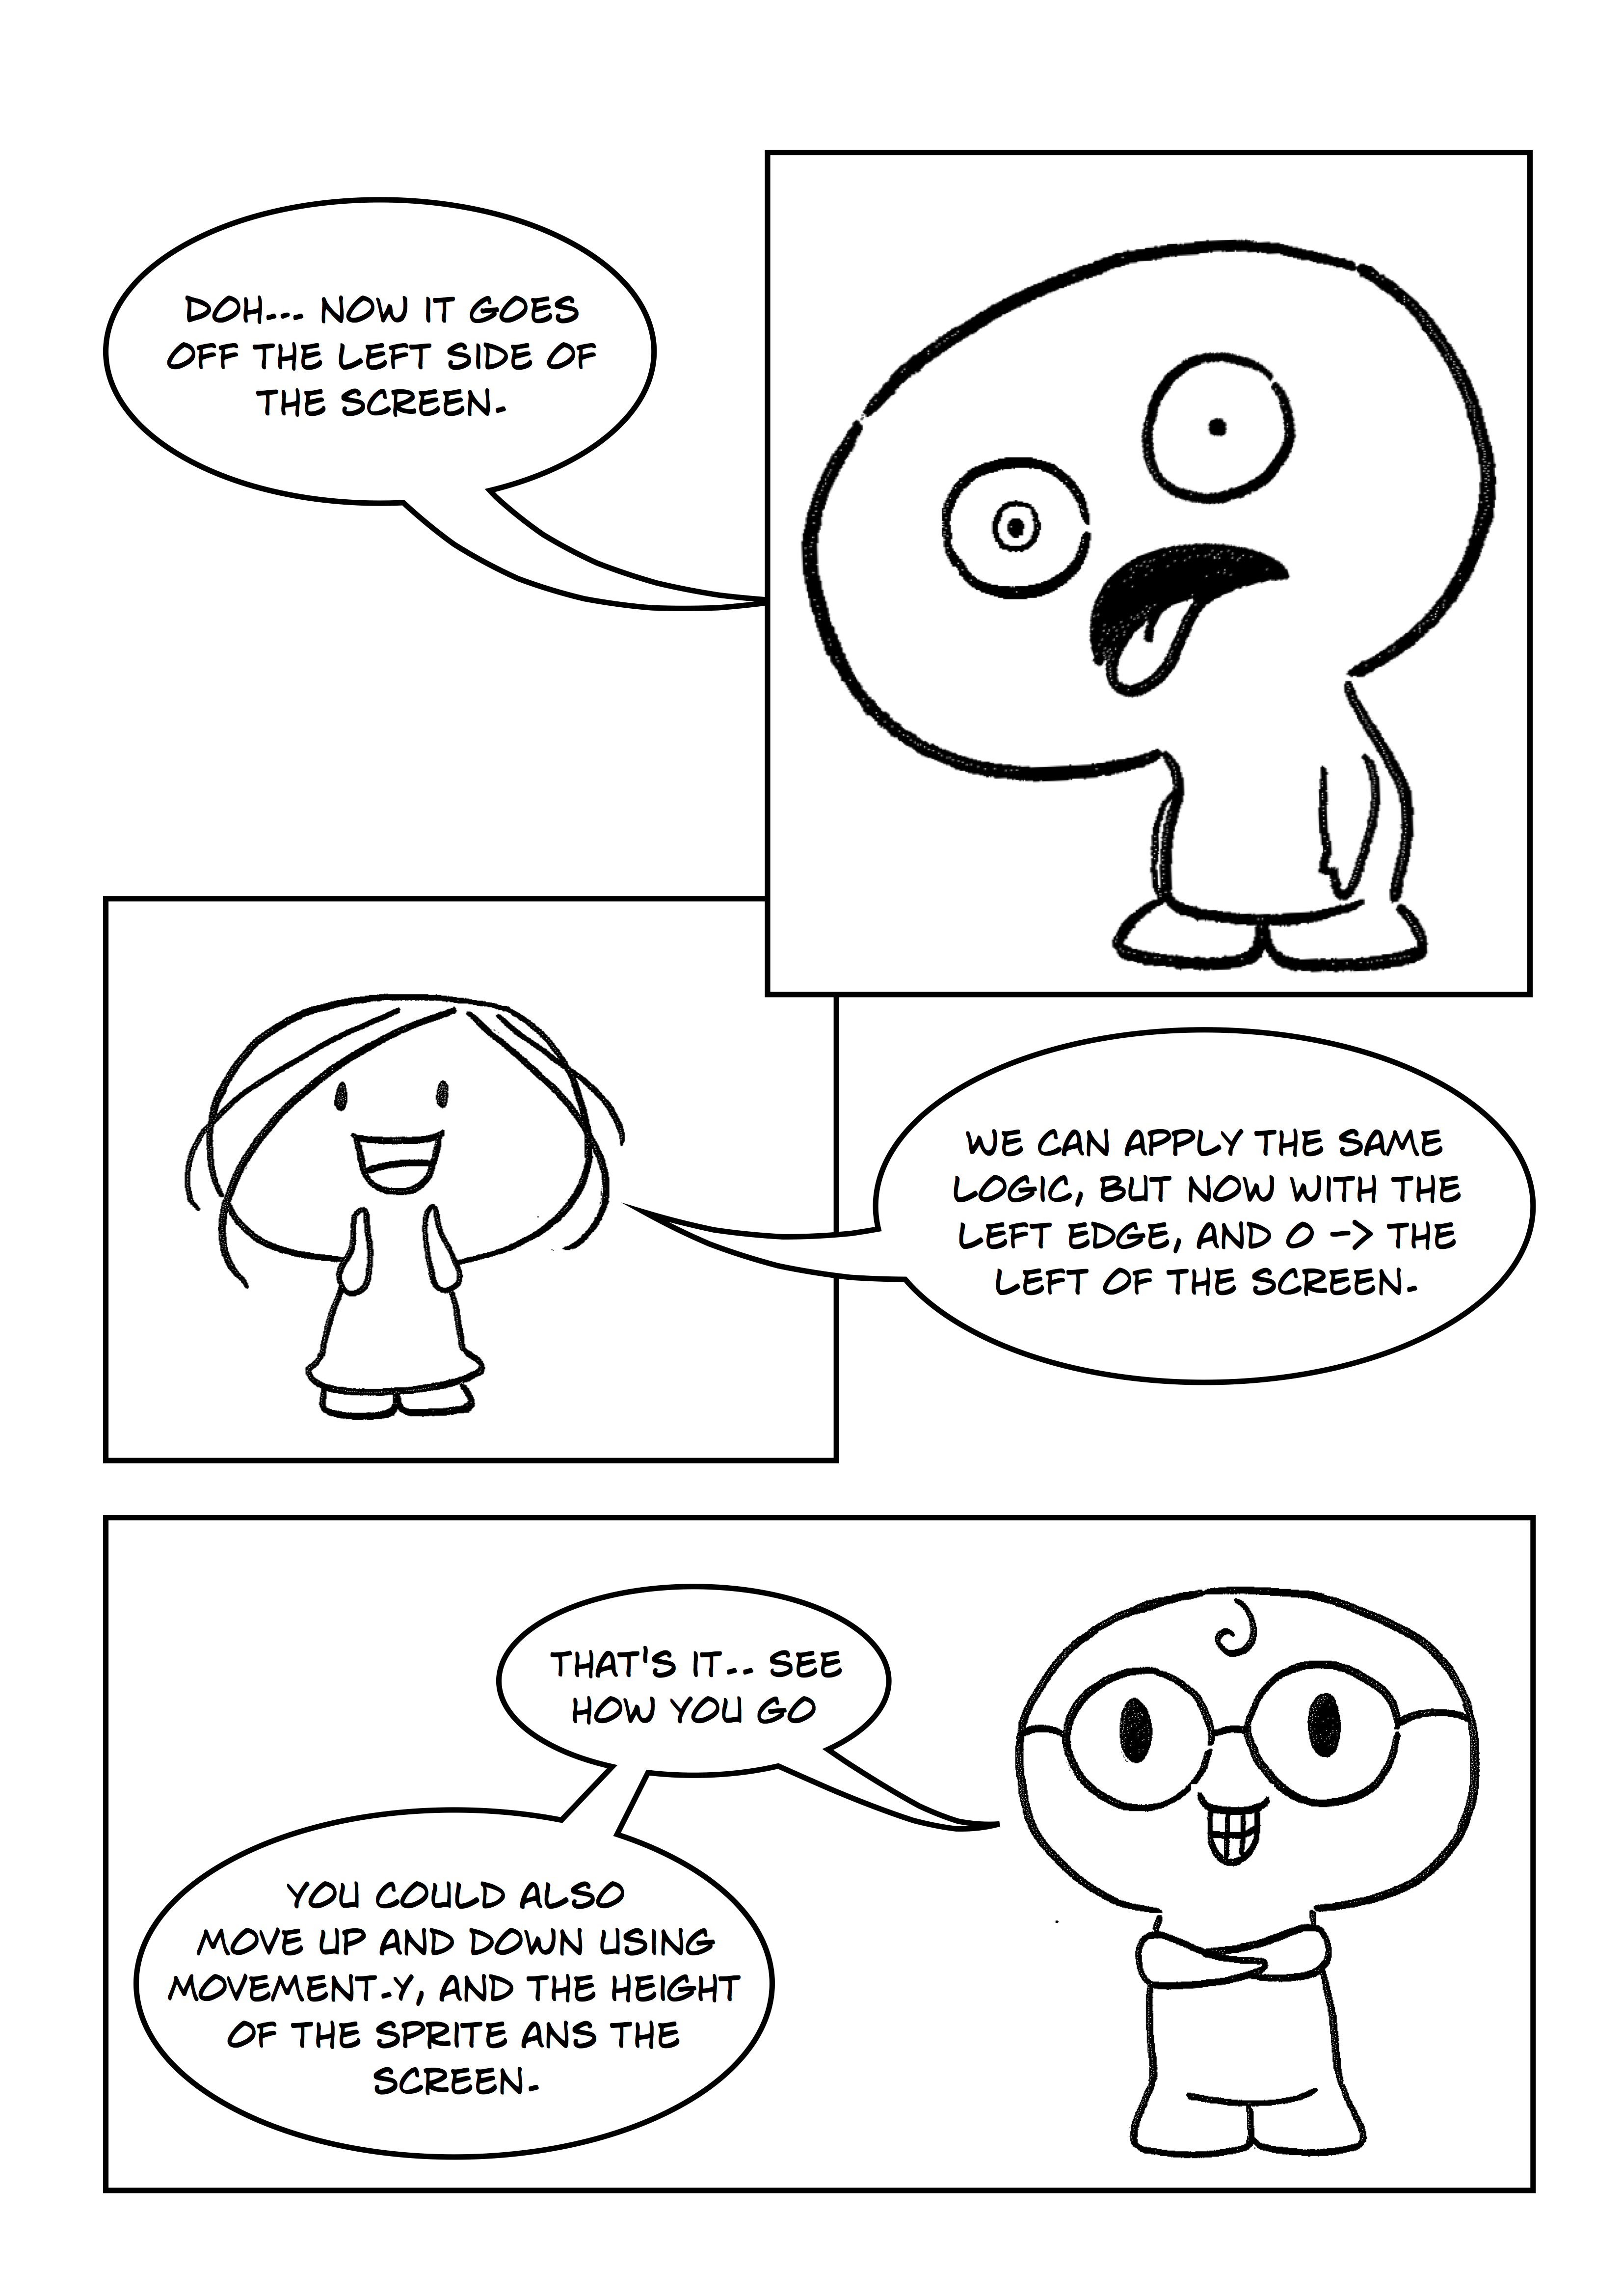 DOH... NOW IT GOES
OFF THE LEFT SIDE OF
THE SCREEN.
WE CAN APPLY THE SAME
LOGIC, BUT NOW WITH THE
LEFT EDGE, AND 0 -> THE
LEFT OF THE SCREEN.
THAT'S IT.. SEE
HOW YOU GO
YOU COULD ALSO
MOVE UP AND DOWN USING
MOVEMENT.Y, AND THE HEIGHT
OF THE SPRITE ANS THE
SCREEN.